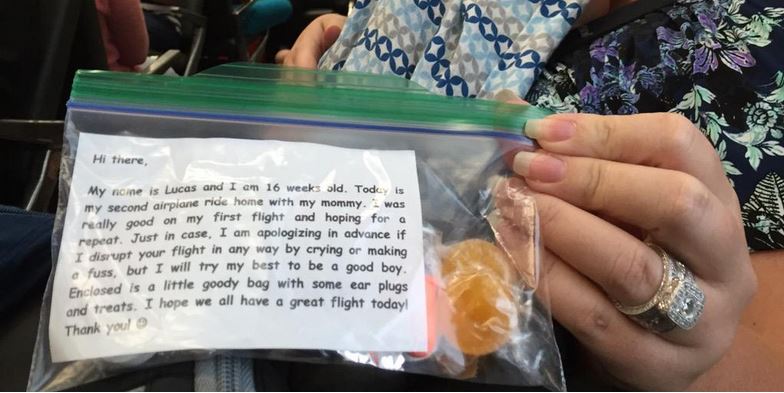 Hi there,
My name is Lucas and I am 16 weeks old. Today is
my second airplane ride home with my mommy. I was
really good on my first flight and hoping for a
repeat. Just in case, I am apologizing in advance if
I disrupt your flight in any way by crying or making
a fuss, but I will try my best to be a good boy.
Enclosed is a little goody bag with some ear plugs
and treats. I hope we all have a great flight today!
Thank you! ☺